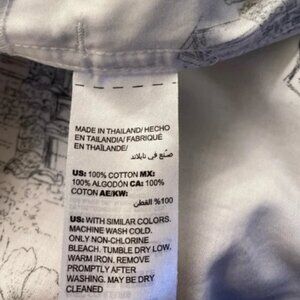 MADE IN THAILAND/ HECHO
EN TAILANDIA/ FABRIQUÉ
EN THAÏLANDE/
صنع في تايلاند
US: 100% COTTON MX:
100% ALGODÓN CA: 100%
COTON AE/KW:
100% القطن
US: WITH SIMILAR COLORS.
MACHINE WASH COLD.
ONLY NON-CHLORINE
BLEACH. TUMBLE DRY LOW.
WARM IRON. REMOVE
PROMPTLY AFTER
WASHING. MAY BE DRY
CLEANED